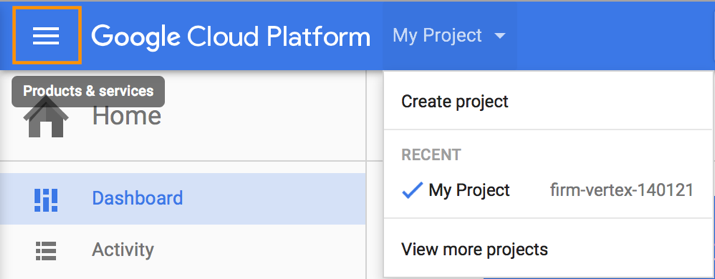 Google Cloud Platform
My Project
Products & services
Home
Dashboard
Activity
Create project
RECENT
My Project firm-vertex-140121
View more projects